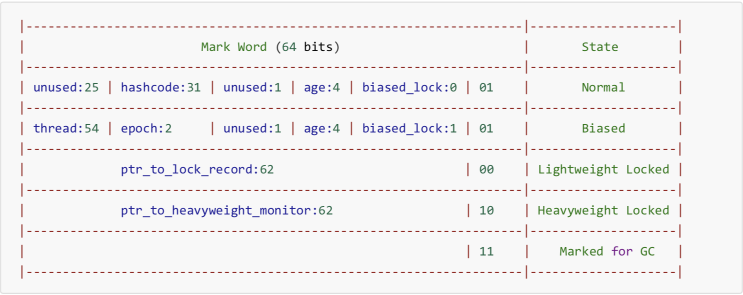 |--------------------------------------------------------|--------------------|
| Mark Word (64 bits) | State |
|--------------------------------------------------------|--------------------|
| unused:25 | hashcode:31 | unused:1 | age:4 | biased_lock:0 | 01 | Normal |
|--------------------------------------------------------|--------------------|
| thread:54 | epoch:2 | unused:1 | age:4 | biased_lock:1 | 01 | Biased |
|--------------------------------------------------------|--------------------|
| ptr_to_lock_record:62 | 00 | Lightweight Locked |
|--------------------------------------------------------|--------------------|
| ptr_to_heavyweight_monitor:62 | 10 | Heavyweight Locked |
|--------------------------------------------------------|--------------------|
| | 11 | Marked for GC |
|--------------------------------------------------------|--------------------|